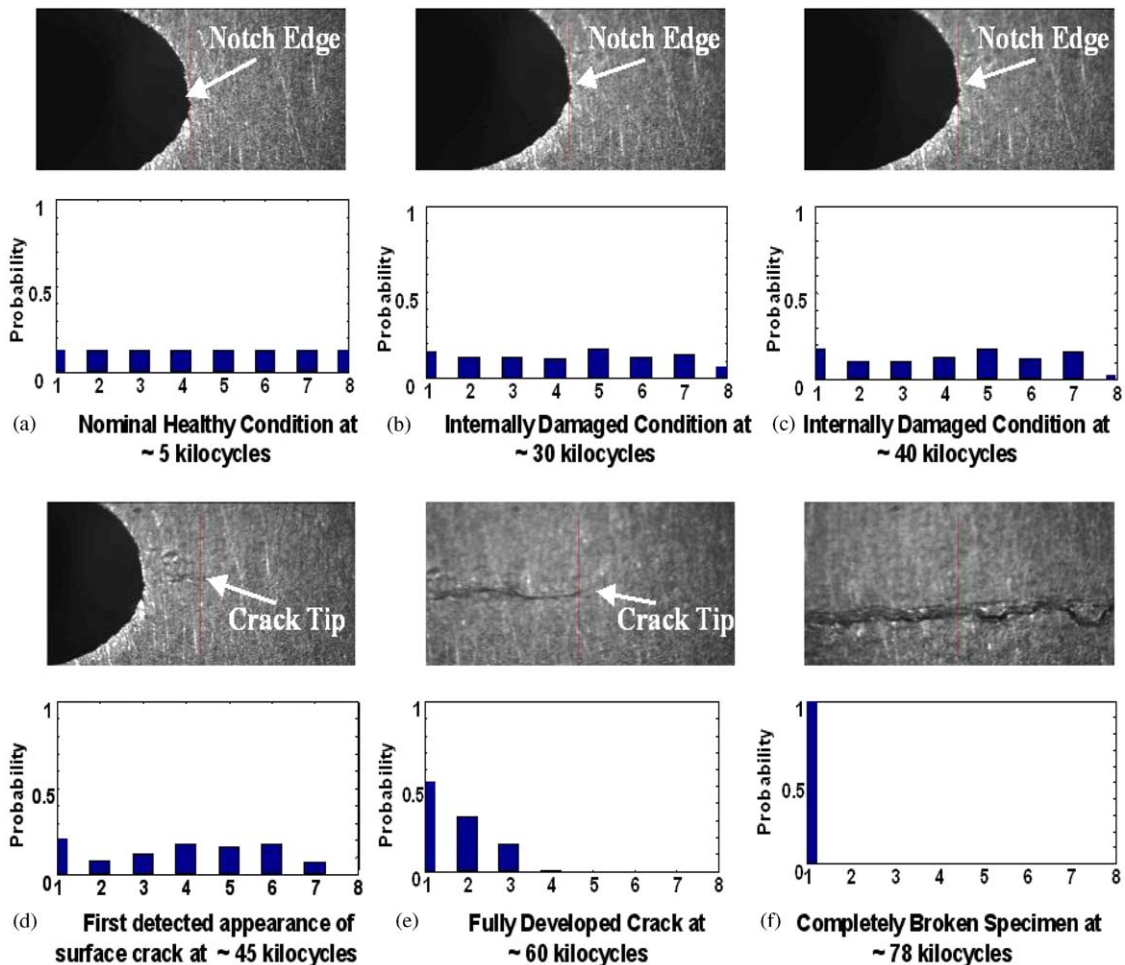 Notch Edge
Notch Edge
Notch Edge
1
0.5
0
Probability
1 2 3 4 5 6 7 8
1
0.5
0
Probability
1 2 3 4 5 6 7 8
1
0.5
0
Probability
1 2 3 4 5 6 7 8
(a) Nominal Healthy Condition at
~ 5 kilocycles
(b) Internally Damaged Condition at
~ 30 kilocycles
(c) Internally Damaged Condition at
~ 40 kilocycles
Crack Tip
Crack Tip
1
0.5
0
Probability
1 2 3 4 5 6 7 8
1
0.5
0
Probability
1 2 3 4 5 6 7 8
1
0.5
0
Probability
1 2 3 4 5 6 7 8
(d) First detected appearance of
surface crack at ~ 45 kilocycles
(e) Fully Developed Crack at
~ 60 kilocycles
(f) Completely Broken Specimen at
~ 78 kilocycles